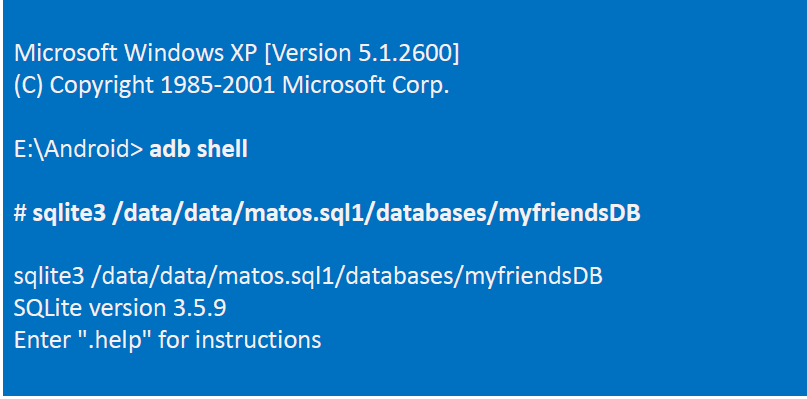 Microsoft Windows XP [Version 5.1.2600]
(C) Copyright 1985-2001 Microsoft Corp.
E:\Android> adb shell
# sqlite3 /data/data/matos.sql1/databases/myfriendsDB
sqlite3 /data/data/matos.sql1/databases/myfriendsDB
SQLite version 3.5.9
Enter ".help" for instructions